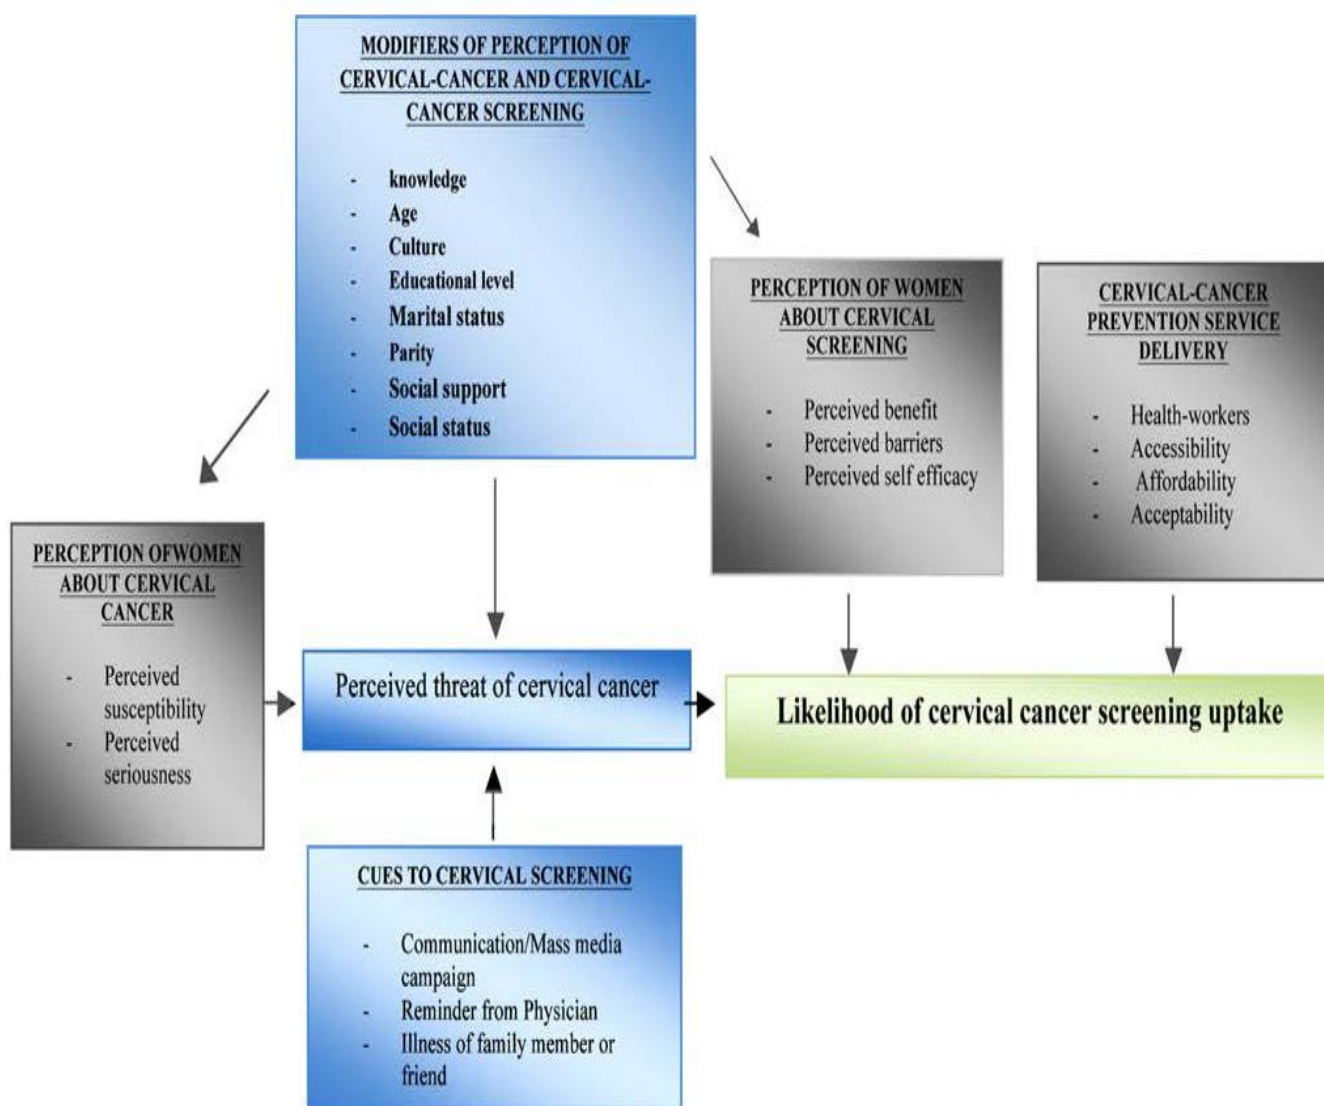 MODIFIERS OF PERCEPTION OF
CERVICAL-CANCER AND CERVICAL-
CANCER SCREENING
- knowledge
- Age
- Culture
- Educational level
- Marital status
- Parity
- Social support
- Social status
PERCEPTION OF WOMEN
ABOUT CERVICAL
SCREENING
- Perceived benefit
- Perceived barriers
- Perceived self efficacy
CERVICAL-CANCER
PREVENTION SERVICE
DELIVERY
- Health-workers
- Accessibility
- Affordability
- Acceptability
PERCEPTION OFWOMEN
ABOUT CERVICAL
CANCER
- Perceived
susceptibility
- Perceived
seriousness
Perceived threat of cervical cancer
Likelihood of cervical cancer screening uptake
CUES TO CERVICAL SCREENING
- Communication/Mass media
campaign
- Reminder from Physician
- Illness of family member or
friend